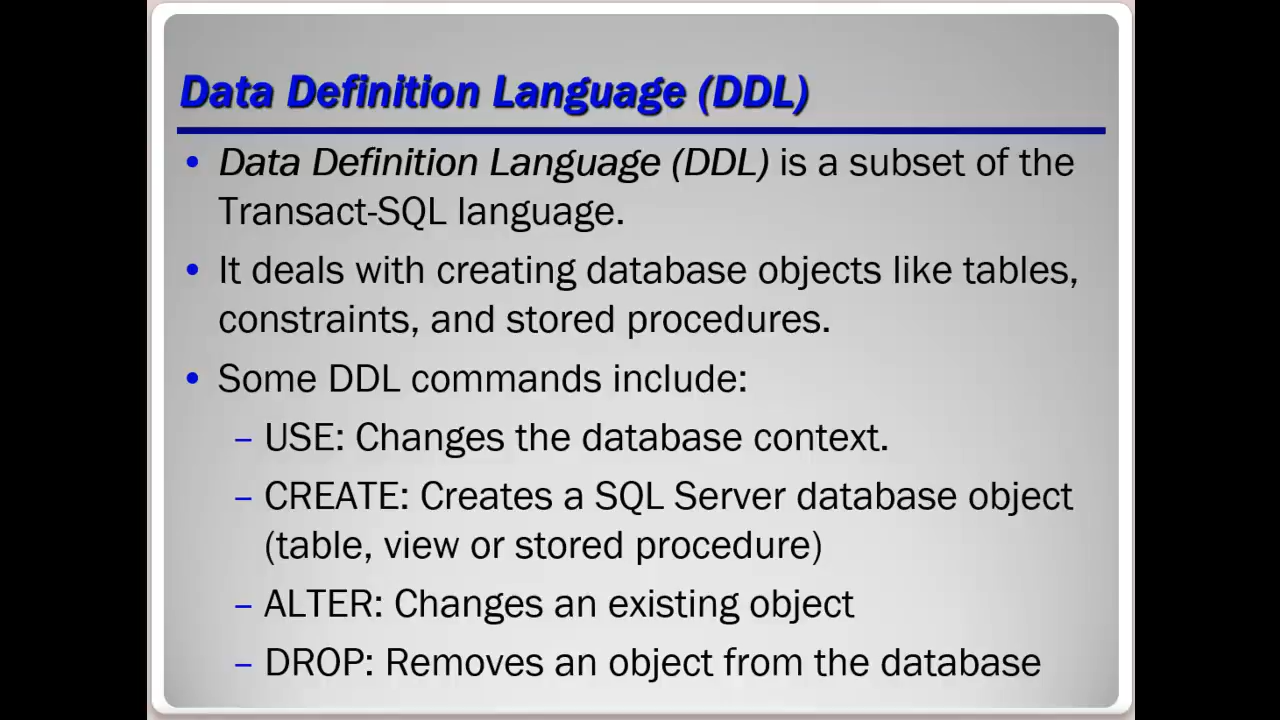 Data Definition Language (DDL)
• Data Definition Language (DDL) is a subset of the
Transact-SQL language.
• It deals with creating database objects like tables,
constraints, and stored procedures.
• Some DDL commands include:
– USE: Changes the database context.
– CREATE: Creates a SQL Server database object
(table, view or stored procedure)
– ALTER: Changes an existing object
– DROP: Removes an object from the database